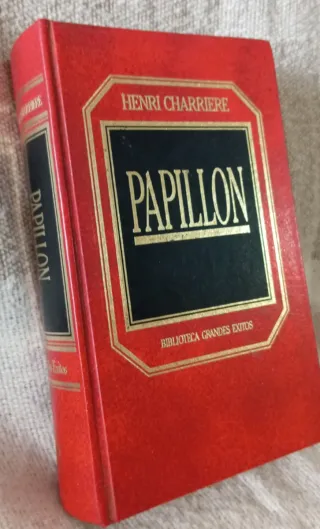 HENRI CHARRIERE
PAPILLON
BIBLIOTECA GRANDES EXITOS
PAPILLON